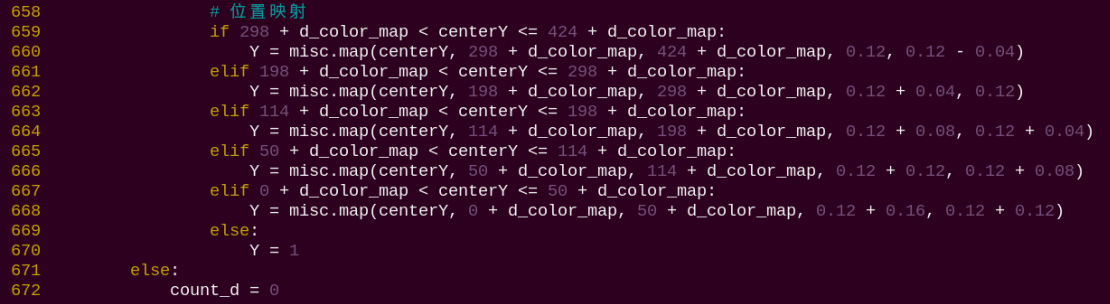 658 # 位置映射
659 if 298 + d_color_map < centerY <= 424 + d_color_map:
660 Y = misc.map(centerY, 298 + d_color_map, 424 + d_color_map, 0.12, 0.12 - 0.04)
661 elif 198 + d_color_map < centerY <= 298 + d_color_map:
662 Y = misc.map(centerY, 198 + d_color_map, 298 + d_color_map, 0.12 + 0.04, 0.12)
663 elif 114 + d_color_map < centerY <= 198 + d_color_map:
664 Y = misc.map(centerY, 114 + d_color_map, 198 + d_color_map, 0.12 + 0.08, 0.12 + 0.04)
665 elif 50 + d_color_map < centerY <= 114 + d_color_map:
666 Y = misc.map(centerY, 50 + d_color_map, 114 + d_color_map, 0.12 + 0.12, 0.12 + 0.08)
667 elif 0 + d_color_map < centerY <= 50 + d_color_map:
668 Y = misc.map(centerY, 0 + d_color_map, 50 + d_color_map, 0.12 + 0.16, 0.12 + 0.12)
669 else:
670 Y = 1
671 else:
672 count_d = 0